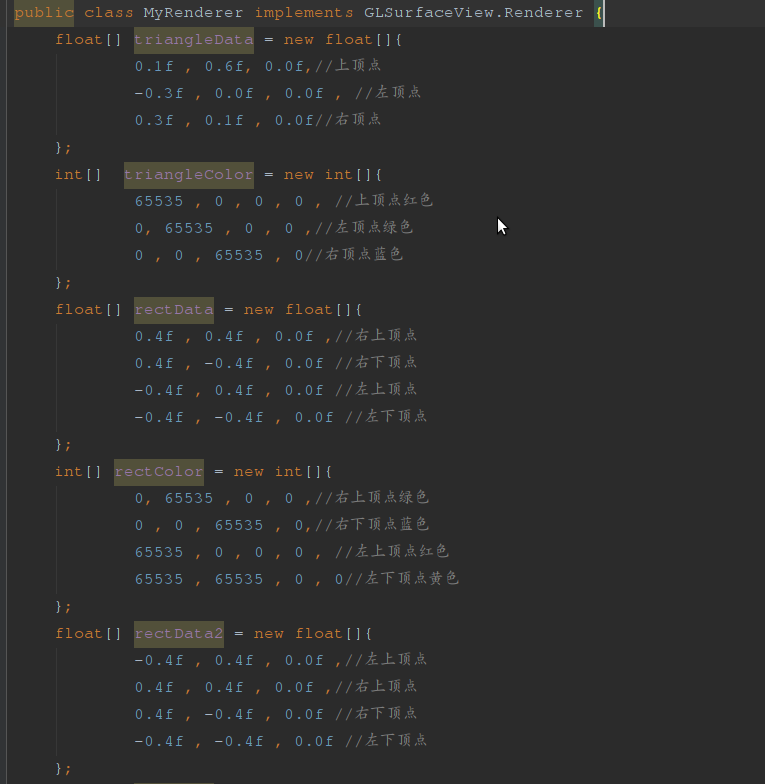 public class MyRenderer implements GLSurfaceView.Renderer {
float[] triangleData = new float[]{
0.1f , 0.6f, 0.0f,//上顶点
-0.3f , 0.0f , 0.0f , //左顶点
0.3f , 0.1f , 0.0f//右顶点
};
int[]  triangleColor = new int[]{
65535 , 0 , 0 , 0 , //上顶点红色
0, 65535 , 0 , 0 ,//左顶点绿色
0 , 0 , 65535 , 0//右顶点蓝色
};
float[] rectData = new float[]{
0.4f , 0.4f , 0.0f ,//右上顶点
0.4f , -0.4f , 0.0f //右下顶点
-0.4f , 0.4f , 0.0f //左上顶点
-0.4f , -0.4f , 0.0f //左下顶点
};
int[] rectColor = new int[]{
0, 65535 , 0 , 0 ,//右上顶点绿色
0 , 0 , 65535 , 0,//右下顶点蓝色
65535 , 0 , 0 , 0 , //左上顶点红色
65535 , 65535 , 0 , 0//左下顶点黄色
};
float[] rectData2 = new float[]{
-0.4f , 0.4f , 0.0f ,//左上顶点
0.4f , 0.4f , 0.0f ,//右上顶点
0.4f , -0.4f , 0.0f //右下顶点
-0.4f , -0.4f , 0.0f //左下顶点
};